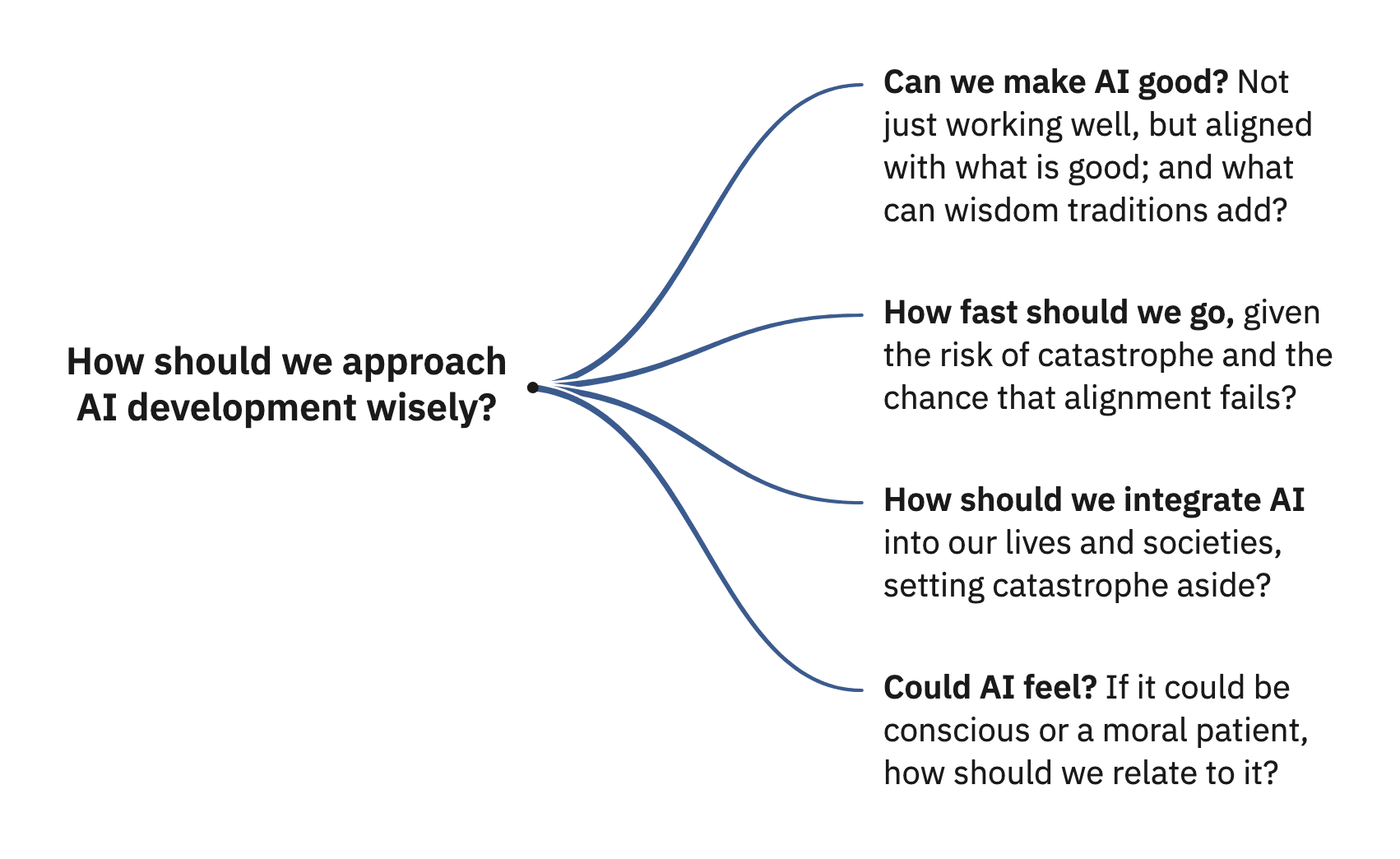 How should we approach
AI development wisely?
Can we make AI good? Not
just working well, but aligned
with what is good; and what
can wisdom traditions add?
How fast should we go, given
the risk of catastrophe and the
chance that alignment fails?
How should we integrate AI
into our lives and societies,
setting catastrophe aside?
Could AI feel? If it could be
conscious or a moral patient,
how should we relate to it?